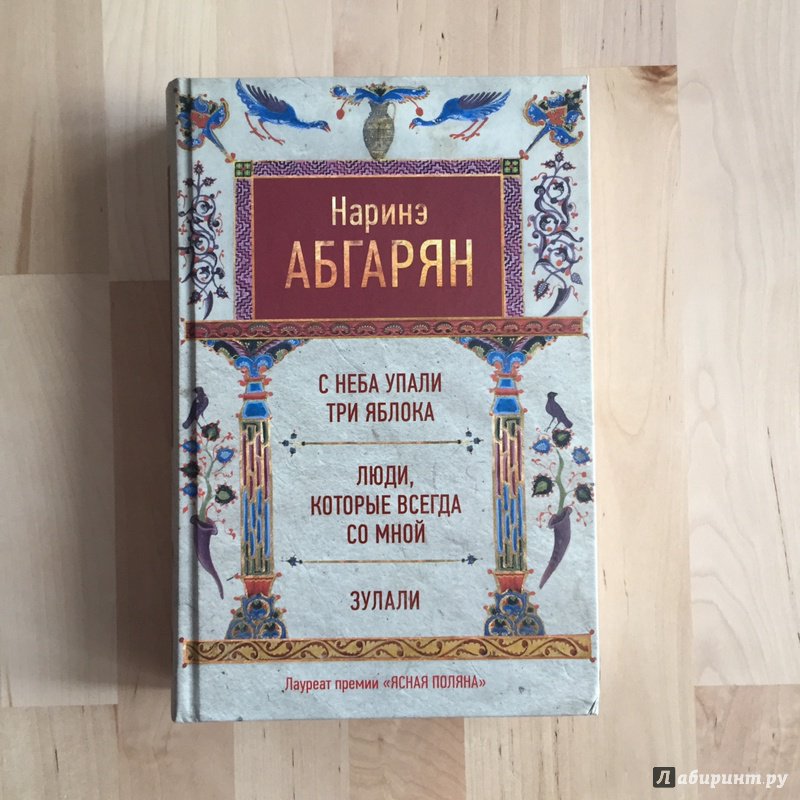 Наринэ
АБГАРЯН
С НЕБА УПАЛИ
ТРИ ЯБЛОКА
ЛЮДИ,
КОТОРЫЕ ВСЕГДА
СО МНОЙ
ЗУЛАЛИ
Лауреат премии «ЯСНАЯ ПОЛЯНА»
Лабиринт.ру